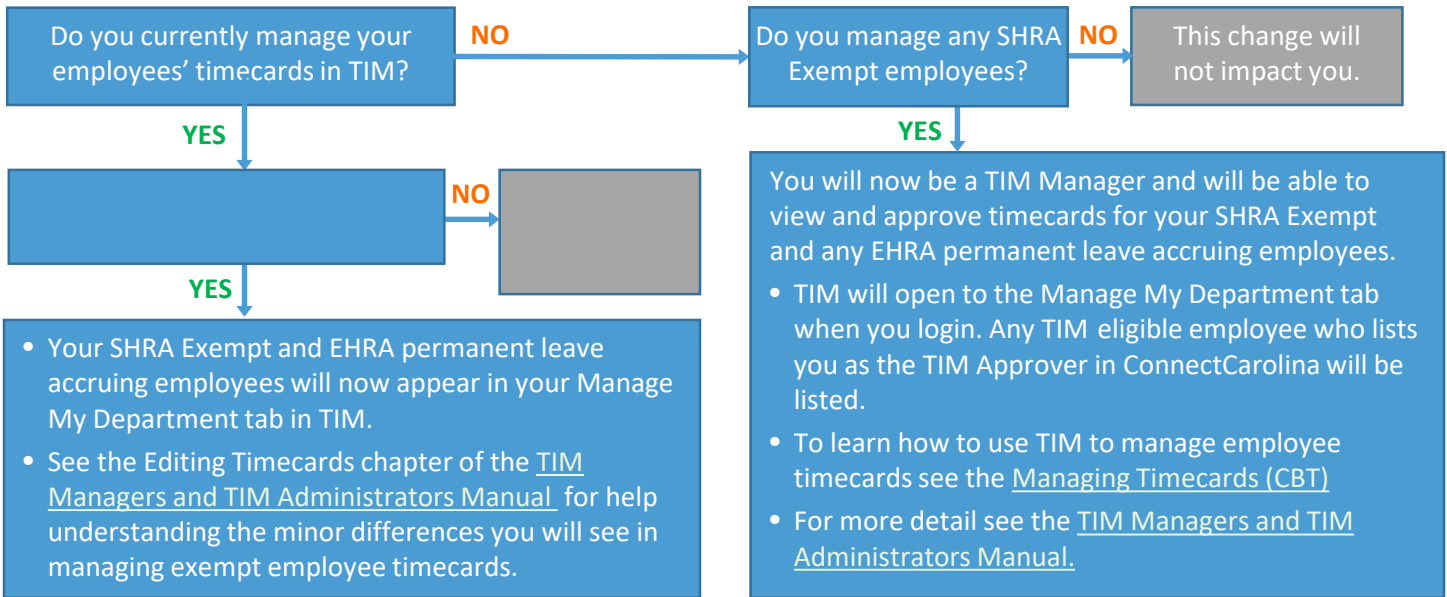 Do you currently manage your
employees' timecards in TIM?
NO
Do you manage any SHRA
Exempt employees?
NO
This change will
not impact you.
YES
YES
NO
YES
• Your SHRA Exempt and EHRA permanent leave
accruing employees will now appear in your Manage
My Department tab in TIM.
• See the Editing Timecards chapter of the TIM
Managers and TIM Administrators Manual for help
understanding the minor differences you will see in
managing exempt employee timecards.
You will now be a TIM Manager and will be able to
view and approve timecards for your SHRA Exempt
and any EHRA permanent leave accruing employees.
• TIM will open to the Manage My Department tab
when you login. Any TIM eligible employee who lists
you as the TIM Approver in ConnectCarolina will be
listed.
• To learn how to use TIM to manage employee
timecards see the Managing Timecards (CBT)
• For more detail see the TIM Managers and TIM
Administrators Manual.